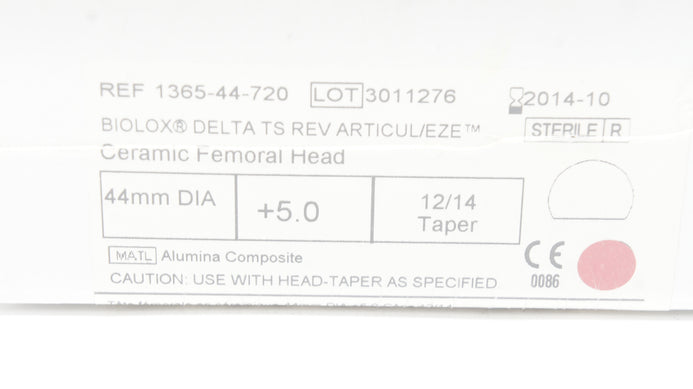 REF 1365-44-720 LOT 3011276 2014-10
BIOLOX® DELTA TS REV ARTICUL/EZE™ STERILE R
Ceramic Femoral Head
44mm DIA +5.0 12/14 Taper
MATL Alumina Composite
CE 0086
CAUTION: USE WITH HEAD-TAPER AS SPECIFIED